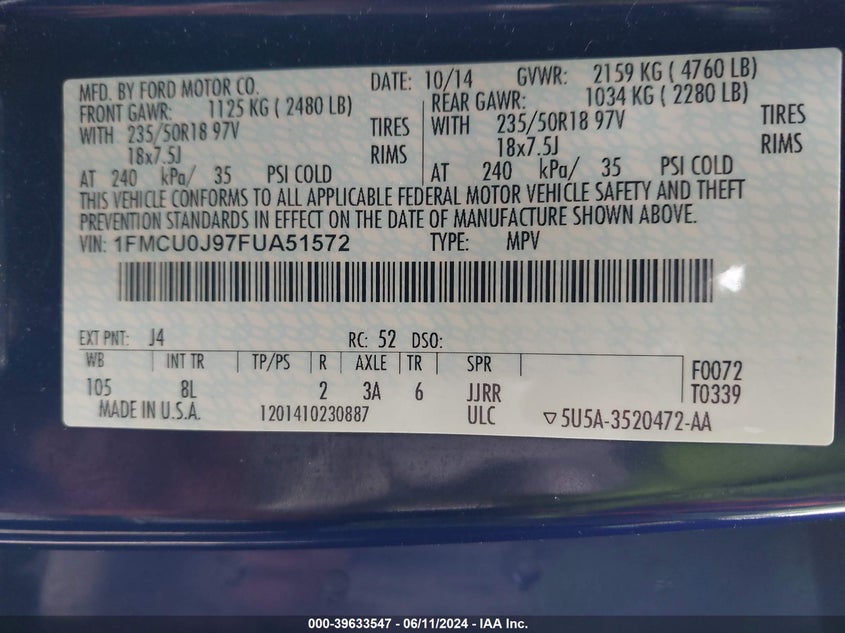 MFD. BY FORD MOTOR CO. DATE: 10/14 GVWR: 2159 KG ( 4760 LB)
FRONT GAWR: 1125 KG ( 2480 LB) REAR GAWR: 1034 KG ( 2280 LB)
WITH 235/50R18 97V TIRES WITH 235/50R18 97V TIRES
18x7.5J RIMS 18x7.5J RIMS
AT 240 kPa/ 35 PSI COLD AT 240 kPa/ 35 PSI COLD
THIS VEHICLE CONFORMS TO ALL APPLICABLE FEDERAL MOTOR VEHICLE SAFETY AND THEFT
PREVENTION STANDARDS IN EFFECT ON THE DATE OF MANUFACTURE SHOWN ABOVE.
VIN: 1FMCU0J97FUA51572 TYPE: MPV
EXT PNT: J4 RC: 52 DSO:
WB INT TR TP/PS R AXLE TR SPR F0072
105 8L 2 3A 6 JJRR T0339
MADE IN U.S.A. 1201410230887 ULC ▽5U5A-3520472-AA
000-39633547 - 06/11/2024 - IAA Inc.